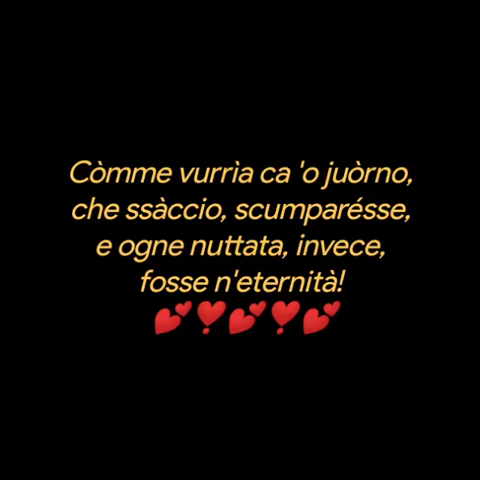 Còmme vurrìa ca 'o juòrno,
che ssàccio, scumparésse,
e ogne nuttata, invece,
fosse n'eternità!
💕❣️💕❣️💕